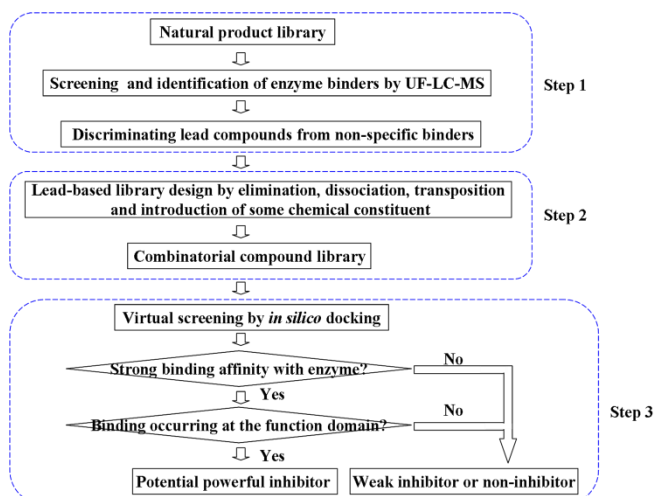 Natural product library
Screening and identification of enzyme binders by UF-LC-MS
Step 1
Discriminating lead compounds from non-specific binders
Lead-based library design by elimination, dissociation, transposition
and introduction of some chemical constituent
Step 2
Combinatorial compound library
Virtual screening by in silico docking
Strong binding affinity with enzyme?
No
Yes
Binding occurring at the function domain?
No
Step 3
Yes
Potential powerful inhibitor
Weak inhibitor or non-inhibitor